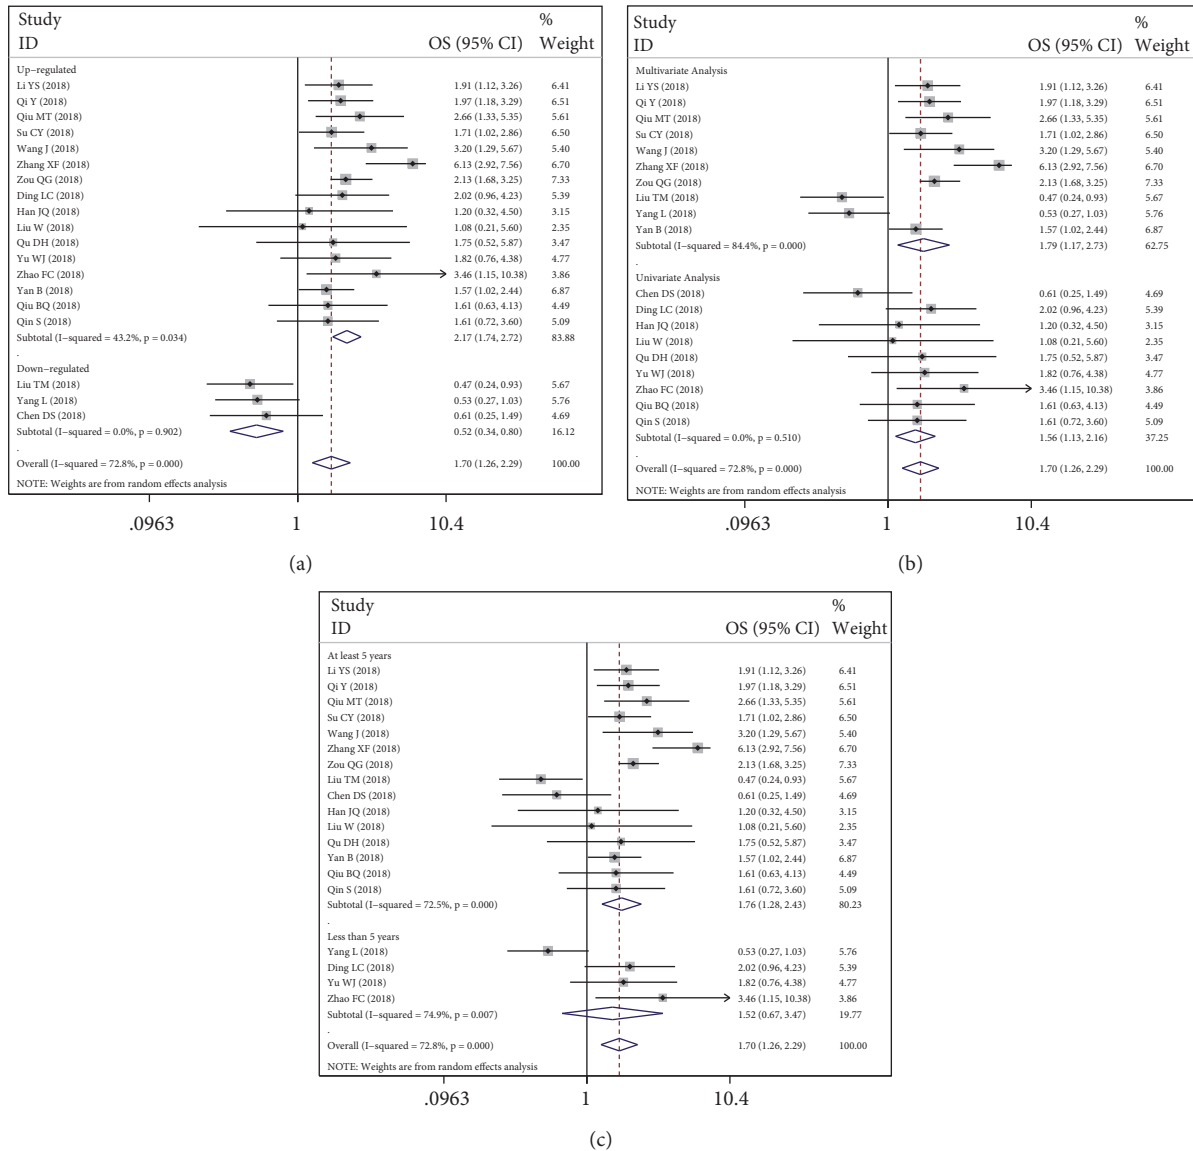 Study %
ID OS (95% CI) Weight
Up-regulated
Li YS (2018) 1.91 (1.12, 3.26) 6.41
Qi Y (2018) 1.97 (1.18, 3.29) 6.51
Qiu MT (2018) 2.66 (1.33, 5.35) 5.61
Su CY (2018) 1.71 (1.02, 2.86) 6.50
Wang J (2018) 3.20 (1.29, 5.67) 5.40
Zhang XF (2018) 6.13 (2.92, 7.56) 6.70
Zou QG (2018) 2.13 (1.68, 3.25) 7.33
Ding LC (2018) 2.02 (0.96, 4.23) 5.39
Han JQ (2018) 1.20 (0.32, 4.50) 3.15
Liu W (2018) 1.08 (0.21, 5.60) 2.35
Qu DH (2018) 1.75 (0.52, 5.87) 3.47
Yu WJ (2018) 1.82 (0.76, 4.38) 4.77
Zhao FC (2018) 3.46 (1.15, 10.38) 3.86
Yan B (2018) 1.57 (1.02, 2.44) 6.87
Qiu BQ (2018) 1.61 (0.63, 4.13) 4.49
Qin S (2018) 1.61 (0.72, 3.60) 5.09
Subtotal (I-squared = 43.2%, p = 0.034) 2.17 (1.74, 2.72) 83.88
.
Down-regulated
Liu TM (2018) 0.47 (0.24, 0.93) 5.67
Yang L (2018) 0.53 (0.27, 1.03) 5.76
Chen DS (2018) 0.61 (0.25, 1.49) 4.69
Subtotal (I-squared = 0.0%, p = 0.902) 0.52 (0.34, 0.80) 16.12
.
Overall (I-squared = 72.8%, p = 0.000) 1.70 (1.26, 2.29) 100.00
NOTE: Weights are from random effects analysis
.0963 1 10.4
(a)
Study %
ID OS (95% CI) Weight
Multivariate Analysis
Li YS (2018) 1.91 (1.12, 3.26) 6.41
Qi Y (2018) 1.97 (1.18, 3.29) 6.51
Qiu MT (2018) 2.66 (1.33, 5.35) 5.61
Su CY (2018) 1.71 (1.02, 2.86) 6.50
Wang J (2018) 3.20 (1.29, 5.67) 5.40
Zhang XF (2018) 6.13 (2.92, 7.56) 6.70
Zou QG (2018) 2.13 (1.68, 3.25) 7.33
Liu TM (2018) 0.47 (0.24, 0.93) 5.67
Yang L (2018) 0.53 (0.27, 1.03) 5.76
Yan B (2018) 1.57 (1.02, 2.44) 6.87
Subtotal (I-squared = 84.4%, p = 0.000) 1.79 (1.17, 2.73) 62.75
.
Univariate Analysis
Chen DS (2018) 0.61 (0.25, 1.49) 4.69
Ding LC (2018) 2.02 (0.96, 4.23) 5.39
Han JQ (2018) 1.20 (0.32, 4.50) 3.15
Liu W (2018) 1.08 (0.21, 5.60) 2.35
Qu DH (2018) 1.75 (0.52, 5.87) 3.47
Yu WJ (2018) 1.82 (0.76, 4.38) 4.77
Zhao FC (2018) 3.46 (1.15, 10.38) 3.86
Qiu BQ (2018) 1.61 (0.63, 4.13) 4.49
Qin S (2018) 1.61 (0.72, 3.60) 5.09
Subtotal (I-squared = 0.0%, p = 0.510) 1.56 (1.13, 2.16) 37.25
.
Overall (I-squared = 72.8%, p = 0.000) 1.70 (1.26, 2.29) 100.00
NOTE: Weights are from random effects analysis
.0963 1 10.4
(b)
Study %
ID OS (95% CI) Weight
At least 5 years
Li YS (2018) 1.91 (1.12, 3.26) 6.41
Qi Y (2018) 1.97 (1.18, 3.29) 6.51
Qiu MT (2018) 2.66 (1.33, 5.35) 5.61
Su CY (2018) 1.71 (1.02, 2.86) 6.50
Wang J (2018) 3.20 (1.29, 5.67) 5.40
Zhang XF (2018) 6.13 (2.92, 7.56) 6.70
Zou QG (2018) 2.13 (1.68, 3.25) 7.33
Liu TM (2018) 0.47 (0.24, 0.93) 5.67
Chen DS (2018) 0.61 (0.25, 1.49) 4.69
Han JQ (2018) 1.20 (0.32, 4.50) 3.15
Liu W (2018) 1.08 (0.21, 5.60) 2.35
Qu DH (2018) 1.75 (0.52, 5.87) 3.47
Yan B (2018) 1.57 (1.02, 2.44) 6.87
Qiu BQ (2018) 1.61 (0.63, 4.13) 4.49
Qin S (2018) 1.61 (0.72, 3.60) 5.09
Subtotal (I-squared = 72.5%, p = 0.000) 1.76 (1.28, 2.43) 80.23
.
Less than 5 years
Yang L (2018) 0.53 (0.27, 1.03) 5.76
Ding LC (2018) 2.02 (0.96, 4.23) 5.39
Yu WJ (2018) 1.82 (0.76, 4.38) 4.77
Zhao FC (2018) 3.46 (1.15, 10.38) 3.86
Subtotal (I-squared = 74.9%, p = 0.007) 1.52 (0.67, 3.47) 19.77
.
Overall (I-squared = 72.8%, p = 0.000) 1.70 (1.26, 2.29) 100.00
NOTE: Weights are from random effects analysis
.0963 1 10.4
(c)